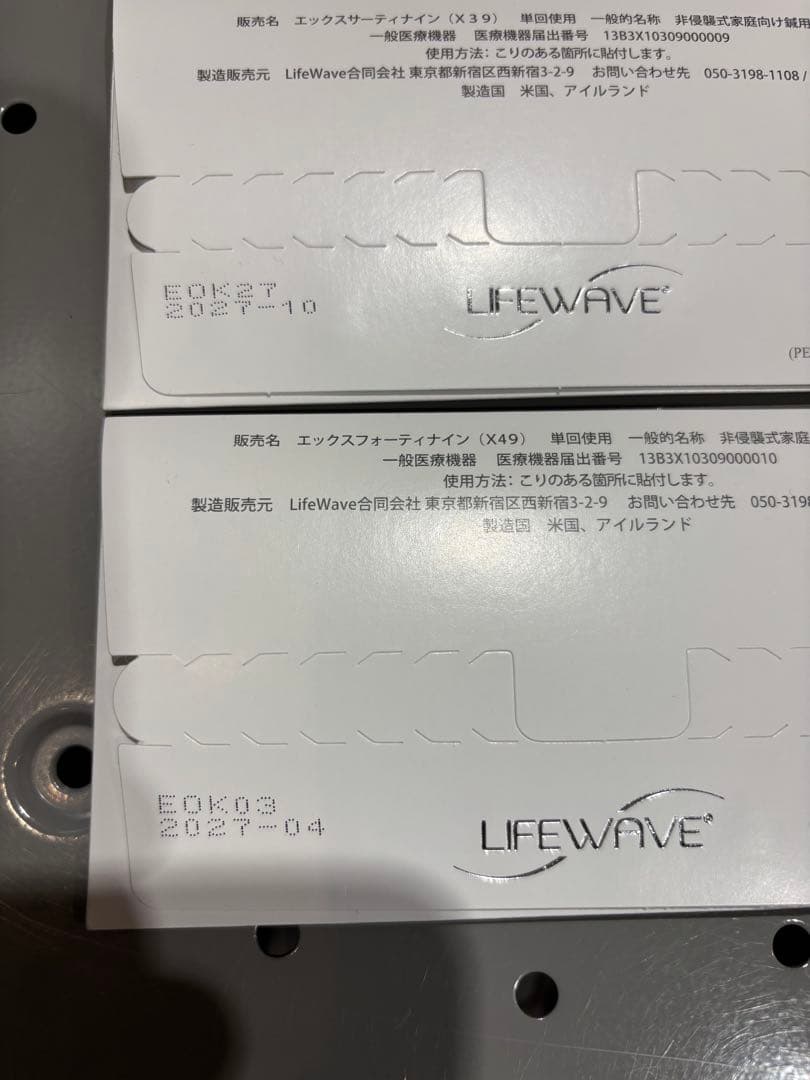 販売名 エックスサーティナイン（X39） 単回使用 一般的名称 非侵襲式家庭向け鍼用
一般医療機器 医療機器届出番号 13B3X10309000009
使用方法：こりのある箇所に貼付します。
製造販売元 LifeWave合同会社 東京都新宿区西新宿3-2-9 お問い合わせ先 050-3198-1108 /
製造国 米国、アイルランド
EOK27
2027-10
LIFEWAVE®
(PE
販売名 エックスフォーティナイン（X49） 単回使用 一般的名称 非侵襲式家庭
一般医療機器 医療機器届出番号 13B3X10309000010
使用方法：こりのある箇所に貼付します。
製造販売元 LifeWave合同会社 東京都新宿区西新宿3-2-9 お問い合わせ先 050-3198
製造国 米国、アイルランド
EOK03
2027-04
LIFEWAVE®